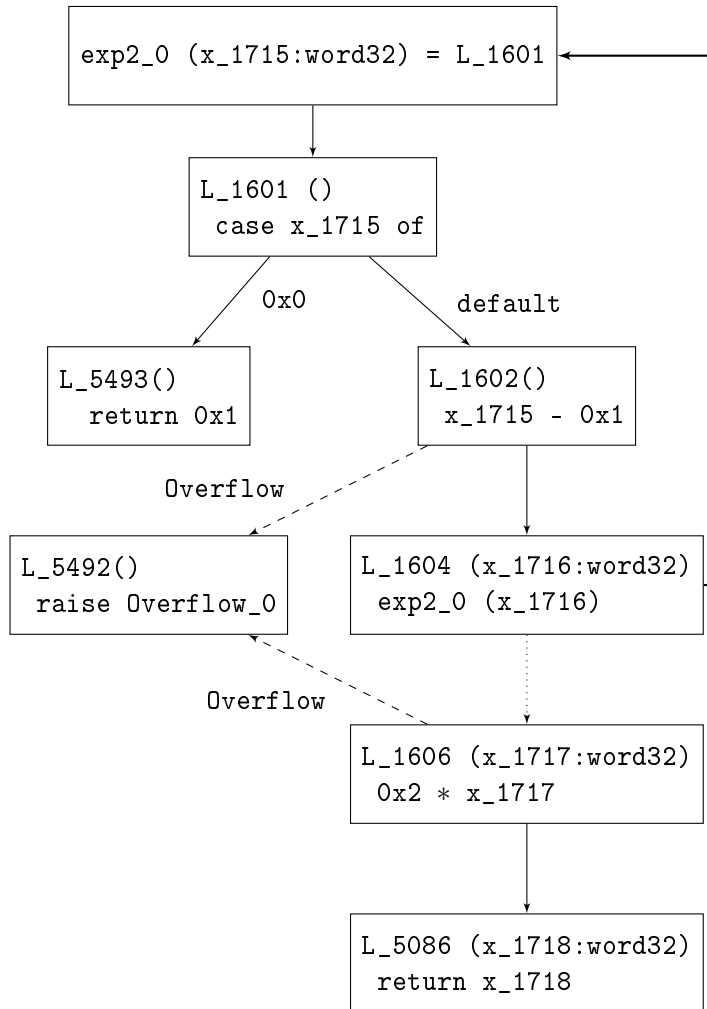 exp2_0 (x_1715:word32) = L_1601
L_1601 ()
case x_1715 of
0x0
default
L_5493()
return 0x1
L_1602()
x_1715 - 0x1
Overflow
L_5492()
raise Overflow_0
L_1604 (x_1716:word32)
exp2_0 (x_1716)
Overflow
L_1606 (x_1717:word32)
0x2 * x_1717
L_5086 (x_1718:word32)
return x_1718